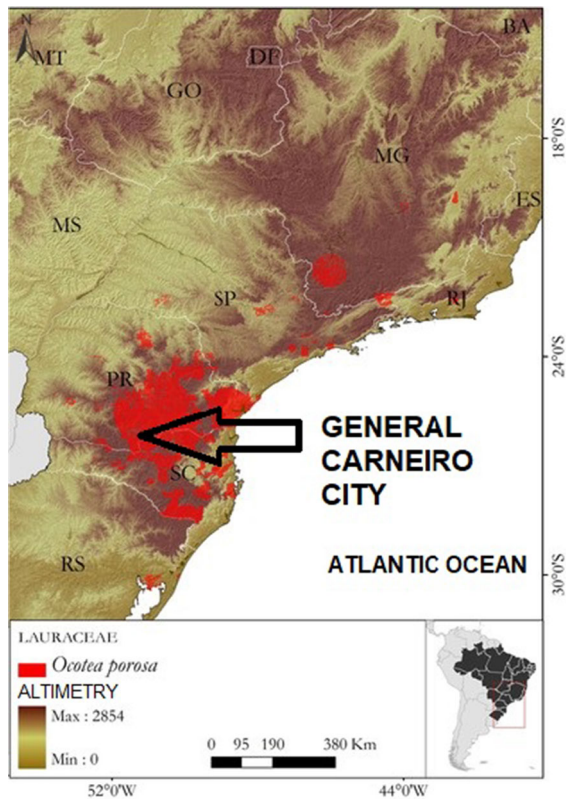 N
BA
MT
DF
GO
18°0'S
MG
ES
MS
SP
RJ
24°0'S
PR
GENERAL
CARNEIRO
CITY
SC
ATLANTIC OCEAN
RS
30°0'S
LAURACEAE
Ocotea porosa
ALTIMETRY
Max : 2854
Min : 0
0 95 190 380 Km
52°0'W 44°0'W